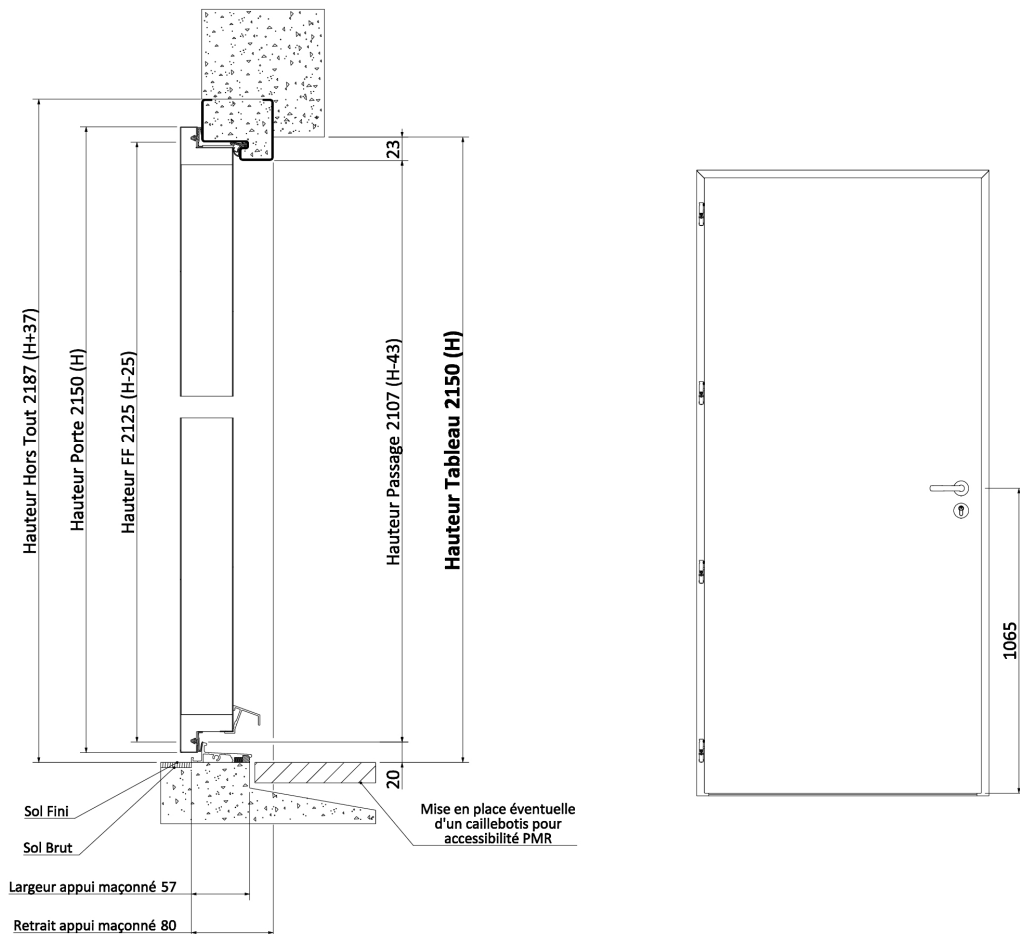 Hauteur Hors Tout 2187 (H+37)
Hauteur Porte 2150 (H)
Hauteur FF 2125 (H-25)
23
Hauteur Passage 2107 (H-43)
Hauteur Tableau 2150 (H)
20
1065
Sol Fini
Sol Brut
Mise en place éventuelle
d'un caillebotis pour
accessibilité PMR
Largeur appui maçonné 57
Retrait appui maçonné 80